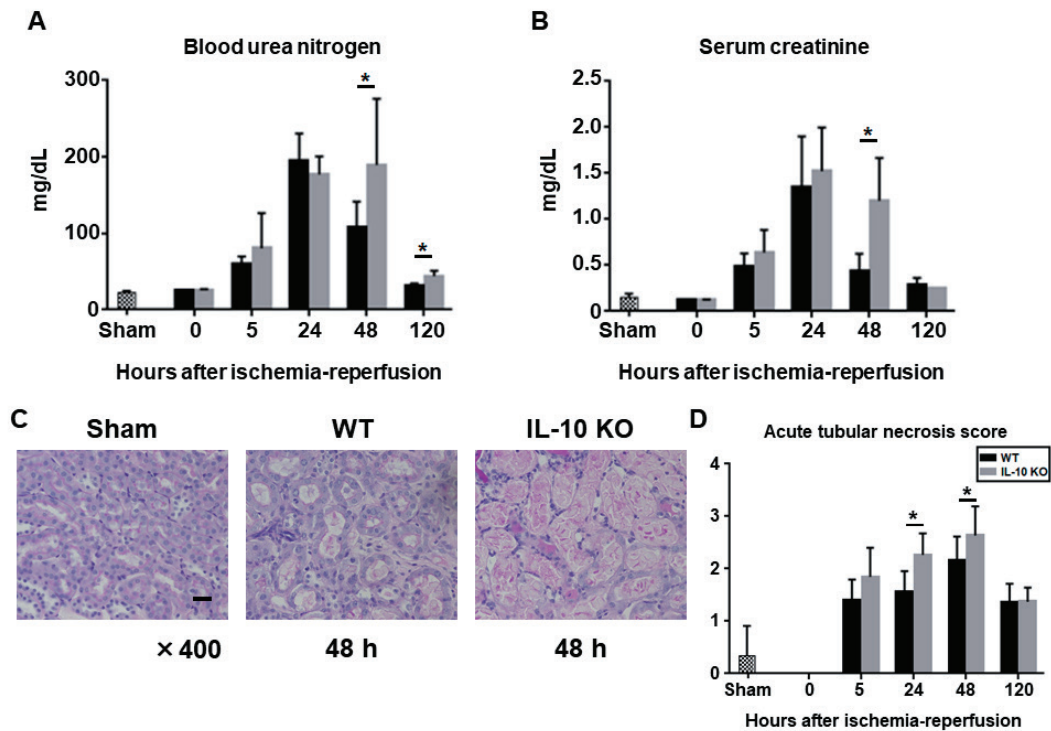 A
Blood urea nitrogen
mg/dL
300
200
100
0
*
*
Sham 0 5 24 48 120
Hours after ischemia-reperfusion
B
Serum creatinine
mg/dL
2.5
2.0
1.5
1.0
0.5
0
*
Sham 0 5 24 48 120
Hours after ischemia-reperfusion
C
Sham WT IL-10 KO
×400 48 h 48 h
D
Acute tubular necrosis score
WT
IL-10 KO
4
3
2
1
0
*
*
Sham 0 5 24 48 120
Hours after ischemia-reperfusion